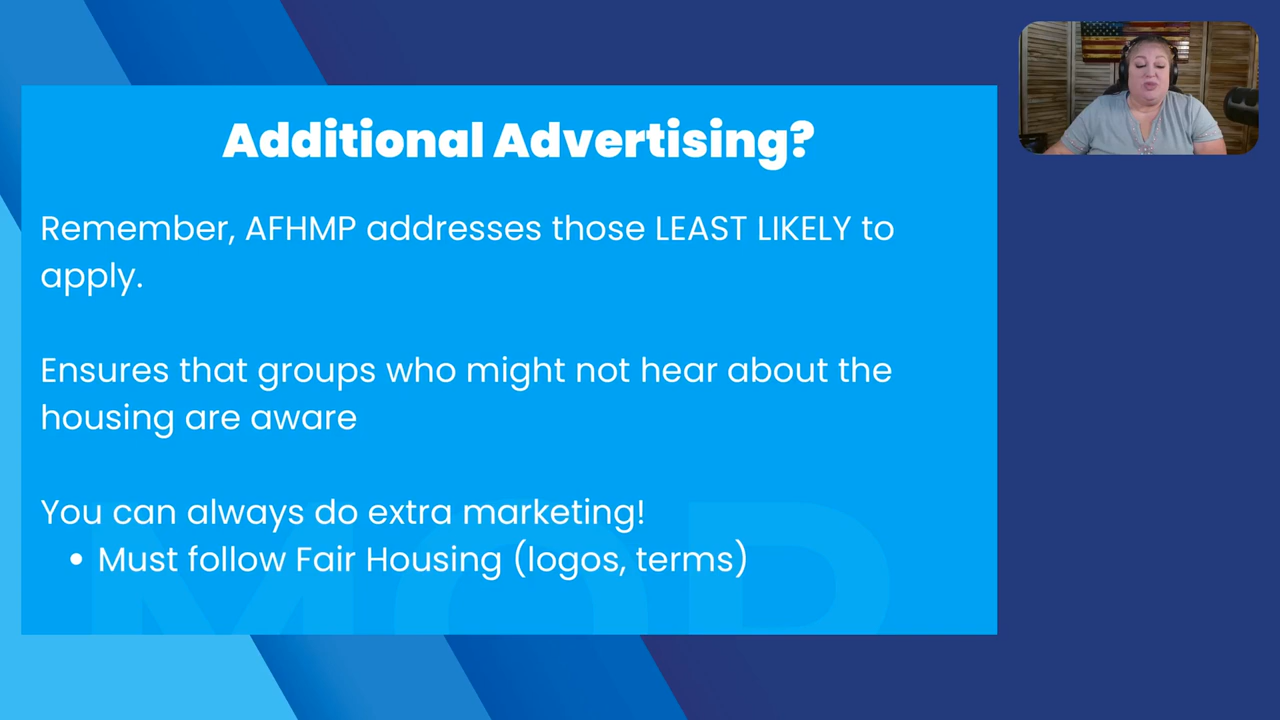 Additional Advertising?
Remember, AFHMP addresses those LEAST LIKELY to
apply.
Ensures that groups who might not hear about the
housing are aware
You can always do extra marketing!
• Must follow Fair Housing (logos, terms)
MOR